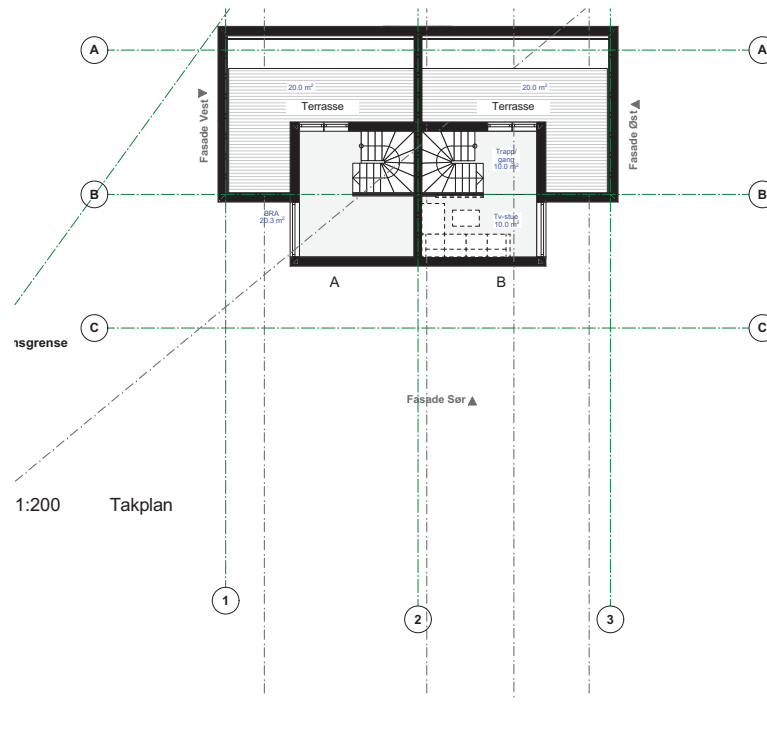 A
A
20.0 m²
20.0 m²
Terrasse
Terrasse
Fasade Vest
Fasade Øst
Trapp/
gang
10.0 m²
B
B
BRA
20.3 m²
Tv-stue
10.0 m²
A
B
C
C
nsgrense
Fasade Sør
1:200 Takplan
1
2
3